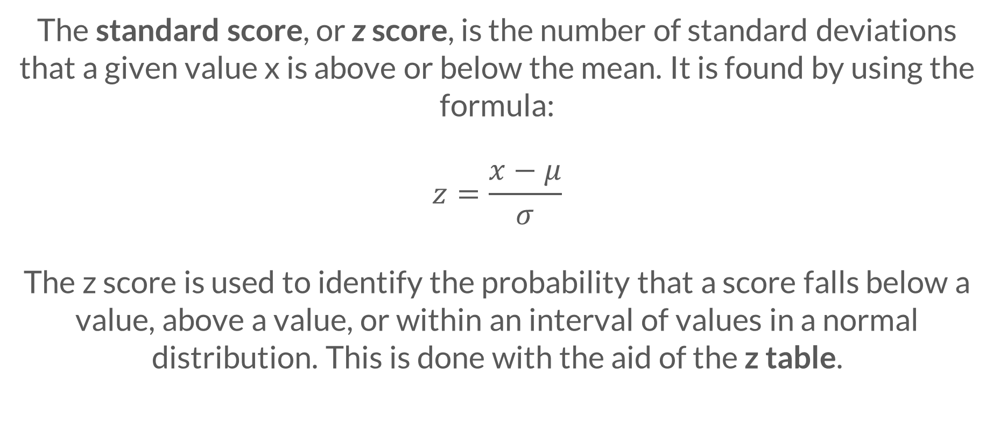 The standard score, or z score, is the number of standard deviations
that a given value x is above or below the mean. It is found by using the
formula:
z = \frac{x - μ}{σ}
The z score is used to identify the probability that a score falls below a
value, above a value, or within an interval of values in a normal
distribution. This is done with the aid of the z table.